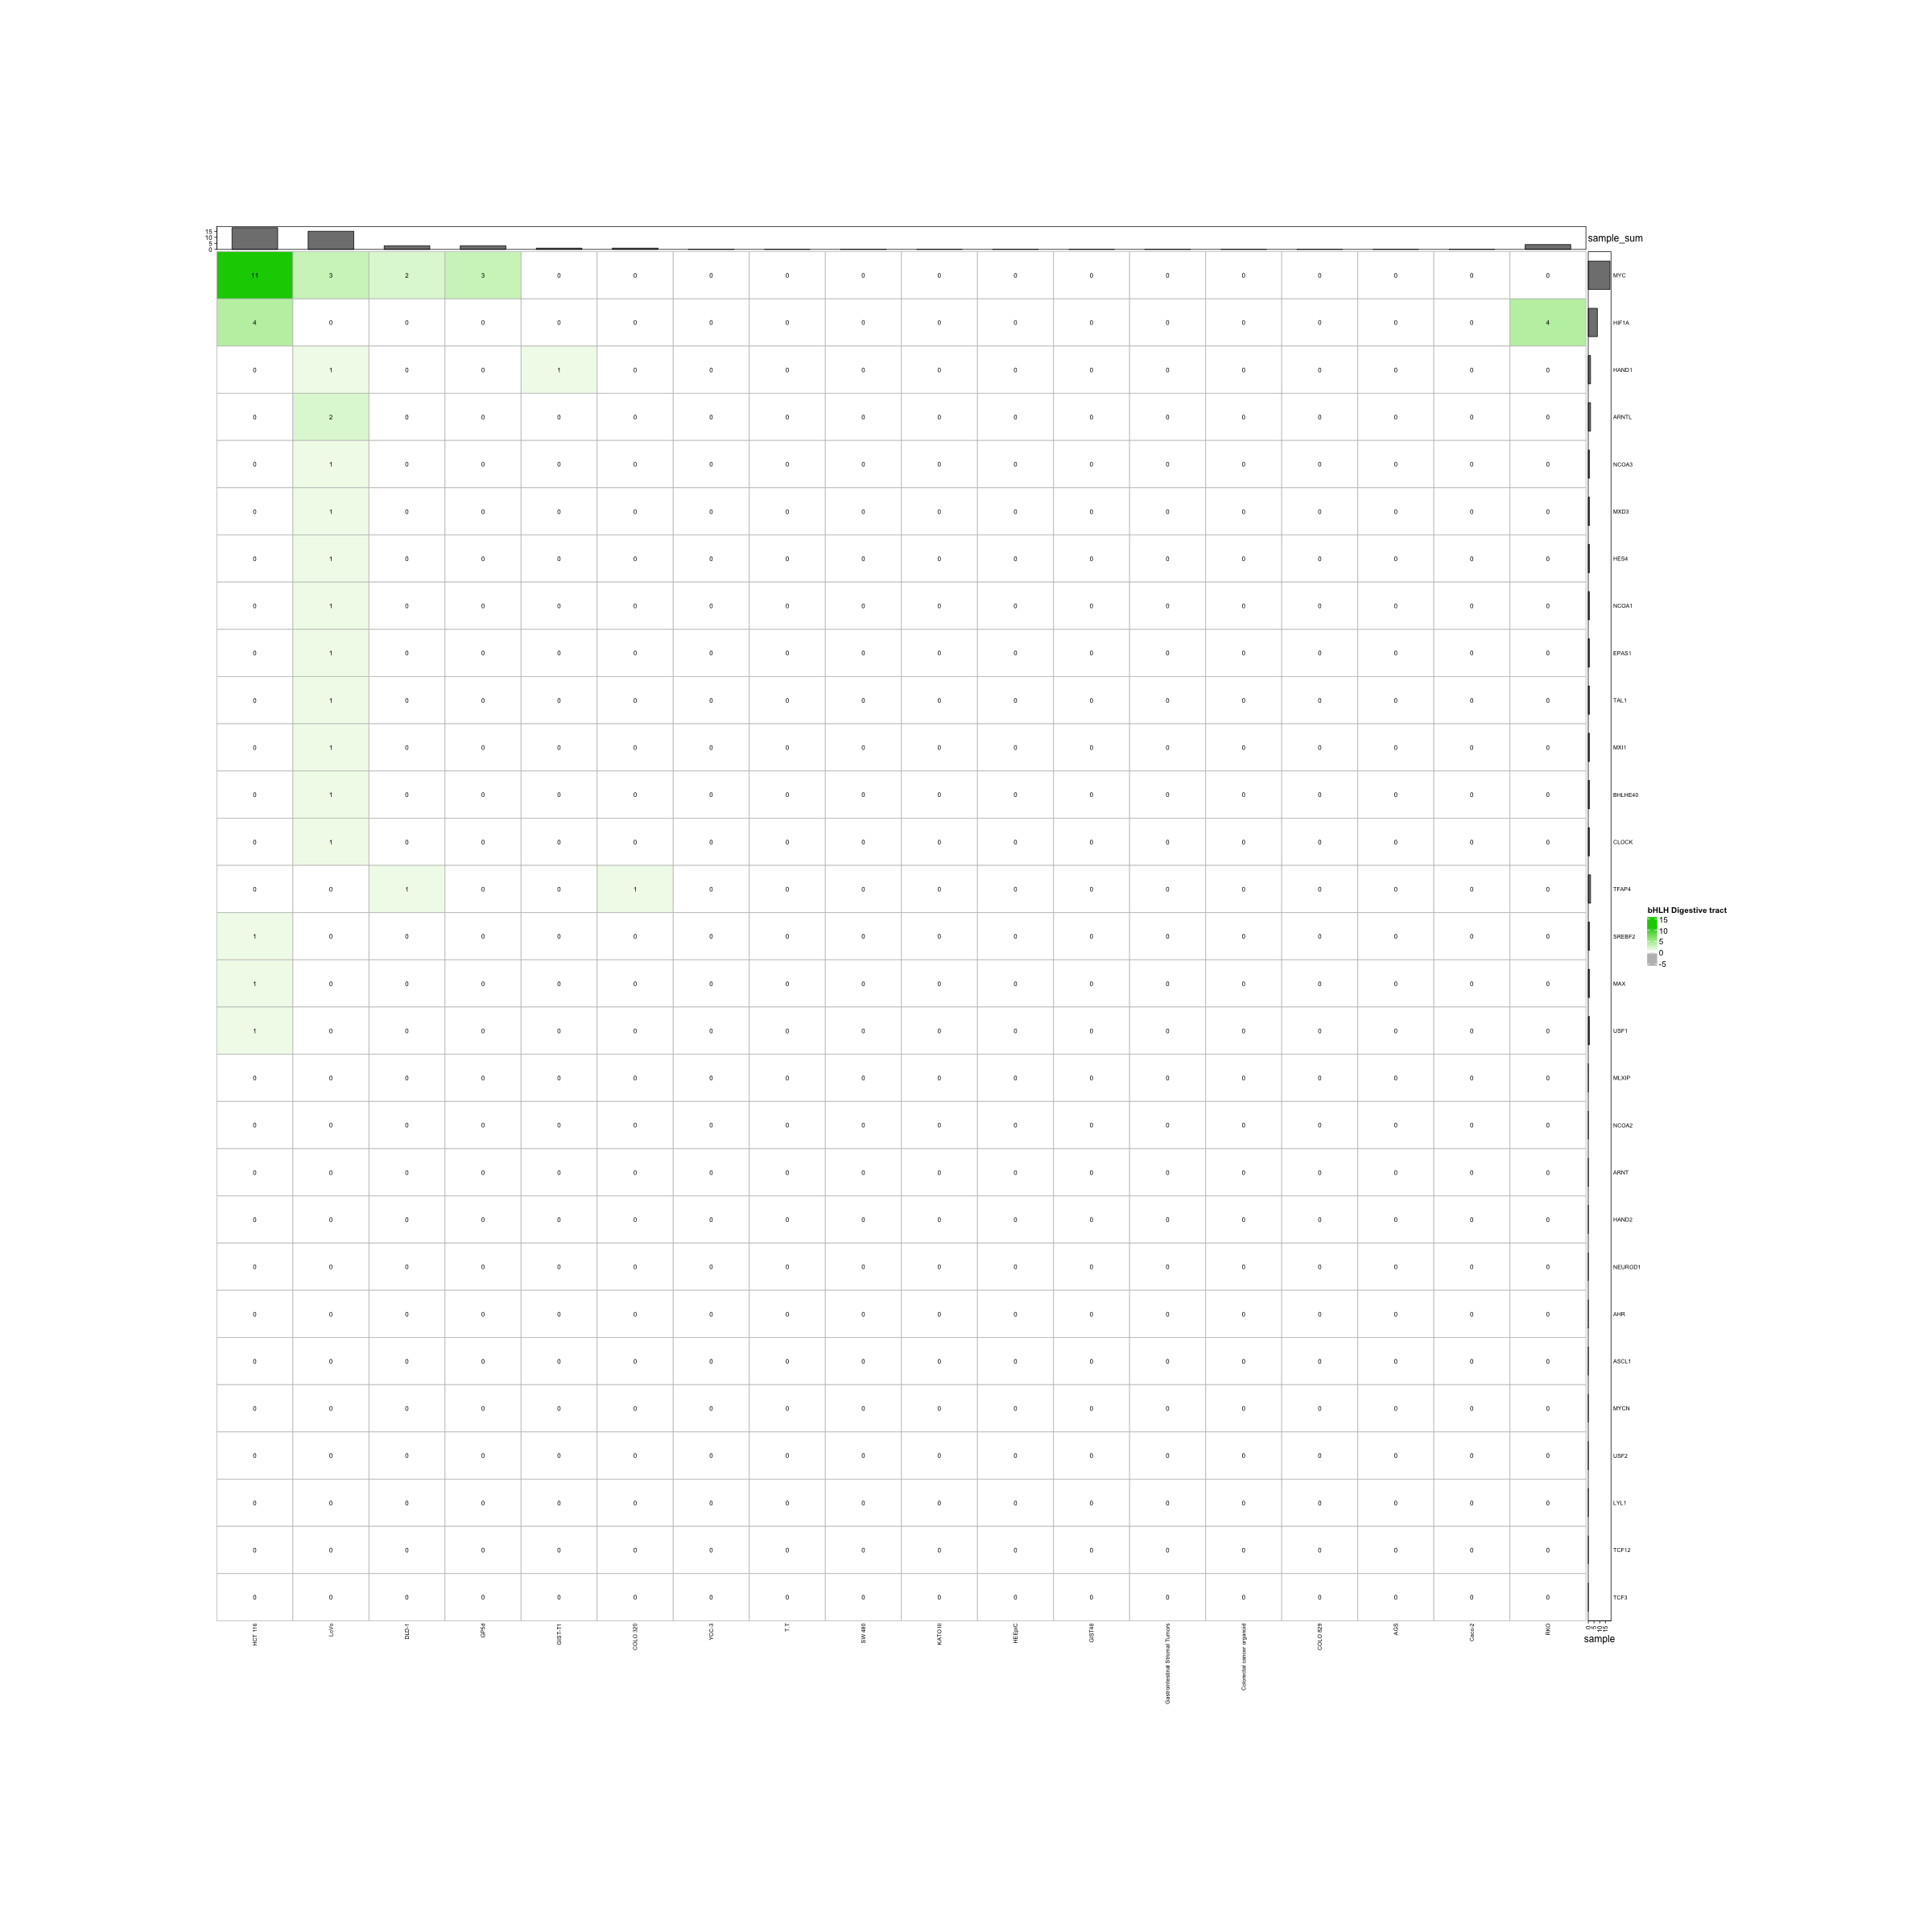 15
10
5
0
sample_sum
11 3 2 3 0 0 0 0 0 0 0 0 0 0 0 0 0 0 MYC
4 0 0 0 0 0 0 0 0 0 0 0 0 0 0 0 0 4 HIF1A
0 1 0 0 1 0 0 0 0 0 0 0 0 0 0 0 0 0 HAND1
0 2 0 0 0 0 0 0 0 0 0 0 0 0 0 0 0 0 ARNTL
0 1 0 0 0 0 0 0 0 0 0 0 0 0 0 0 0 0 NCOA3
0 1 0 0 0 0 0 0 0 0 0 0 0 0 0 0 0 0 MXD3
0 1 0 0 0 0 0 0 0 0 0 0 0 0 0 0 0 0 HES4
0 1 0 0 0 0 0 0 0 0 0 0 0 0 0 0 0 0 NCOA1
0 1 0 0 0 0 0 0 0 0 0 0 0 0 0 0 0 0 EPAS1
0 1 0 0 0 0 0 0 0 0 0 0 0 0 0 0 0 0 TAL1
0 1 0 0 0 0 0 0 0 0 0 0 0 0 0 0 0 0 MXI1
0 1 0 0 0 0 0 0 0 0 0 0 0 0 0 0 0 0 BHLHE40
0 1 0 0 0 0 0 0 0 0 0 0 0 0 0 0 0 0 CLOCK
0 0 1 0 0 1 0 0 0 0 0 0 0 0 0 0 0 0 TFAP4
1 0 0 0 0 0 0 0 0 0 0 0 0 0 0 0 0 0 SREBF2
1 0 0 0 0 0 0 0 0 0 0 0 0 0 0 0 0 0 MAX
1 0 0 0 0 0 0 0 0 0 0 0 0 0 0 0 0 0 USF1
0 0 0 0 0 0 0 0 0 0 0 0 0 0 0 0 0 0 MLXIP
0 0 0 0 0 0 0 0 0 0 0 0 0 0 0 0 0 0 NCOA2
0 0 0 0 0 0 0 0 0 0 0 0 0 0 0 0 0 0 ARNT
0 0 0 0 0 0 0 0 0 0 0 0 0 0 0 0 0 0 HAND2
0 0 0 0 0 0 0 0 0 0 0 0 0 0 0 0 0 0 NEUROD1
0 0 0 0 0 0 0 0 0 0 0 0 0 0 0 0 0 0 AHR
0 0 0 0 0 0 0 0 0 0 0 0 0 0 0 0 0 0 ASCL1
0 0 0 0 0 0 0 0 0 0 0 0 0 0 0 0 0 0 MYCN
0 0 0 0 0 0 0 0 0 0 0 0 0 0 0 0 0 0 USF2
0 0 0 0 0 0 0 0 0 0 0 0 0 0 0 0 0 0 LYL1
0 0 0 0 0 0 0 0 0 0 0 0 0 0 0 0 0 0 TCF12
0 0 0 0 0 0 0 0 0 0 0 0 0 0 0 0 0 0 TCF3
HCT 116
LoVo
DLD-1
GP5d
GIST-T1
COLO 320
YCC-3
T.T
SW 480
KATO III
HEEpiC
GIST48
Gastrointestinal Stromal Tumors
Colorectal cancer organoid
COLO 829
AGS
Caco-2
RKO
0
5
10
15
sample
bHLH Digestive tract
15
10
5
0
-5